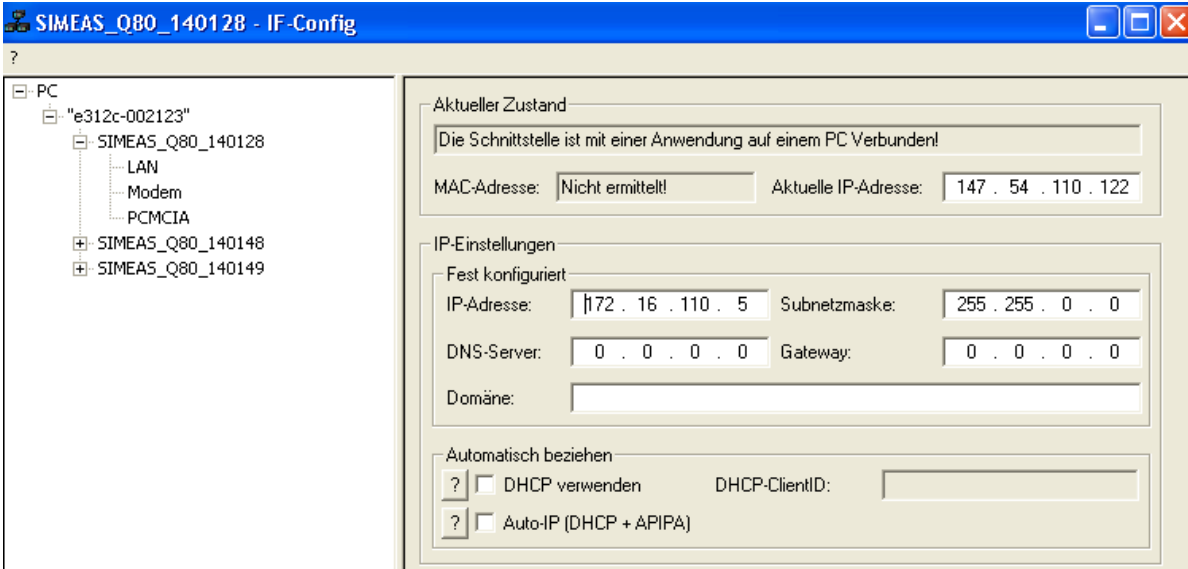 SIMEAS_Q80_140128 - IF-Config
?
PC
"e312c-002123"
SIMEAS_Q80_140128
LAN
Modem
PCMCIA
SIMEAS_Q80_140148
SIMEAS_Q80_140149
Aktueller Zustand
Die Schnittstelle ist mit einer Anwendung auf einem PC Verbunden!
MAC-Adresse: Nicht ermittelt! Aktuelle IP-Adresse: 147 . 54 . 110 . 122
IP-Einstellungen
Fest konfiguriert
IP-Adresse: 172 . 16 . 110 . 5 Subnetzmaske: 255 . 255 . 0 . 0
DNS-Server: 0 . 0 . 0 . 0 Gateway: 0 . 0 . 0 . 0
Domäne:
Automatisch beziehen
? DHCP verwenden DHCP-ClientID:
? Auto-IP (DHCP + APIPA)